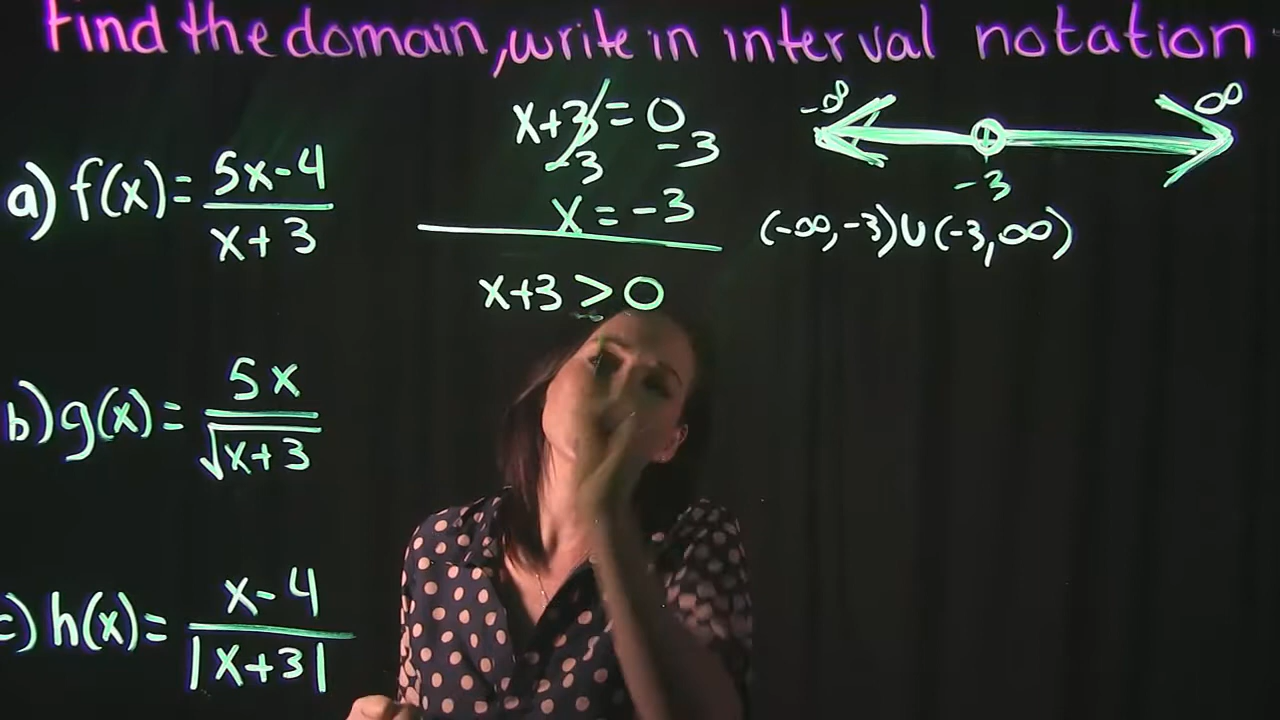 Find the domain, write in interval notation
a) f(x) = 5x-4 / x+3
x+3 = 0
-3 -3
x = -3
-∞ ∞
-3
(-∞,-3)∪(-3,∞)
x+3 > 0
b) g(x) = 5x / √x+3
c) h(x) = x-4 / |x+3|